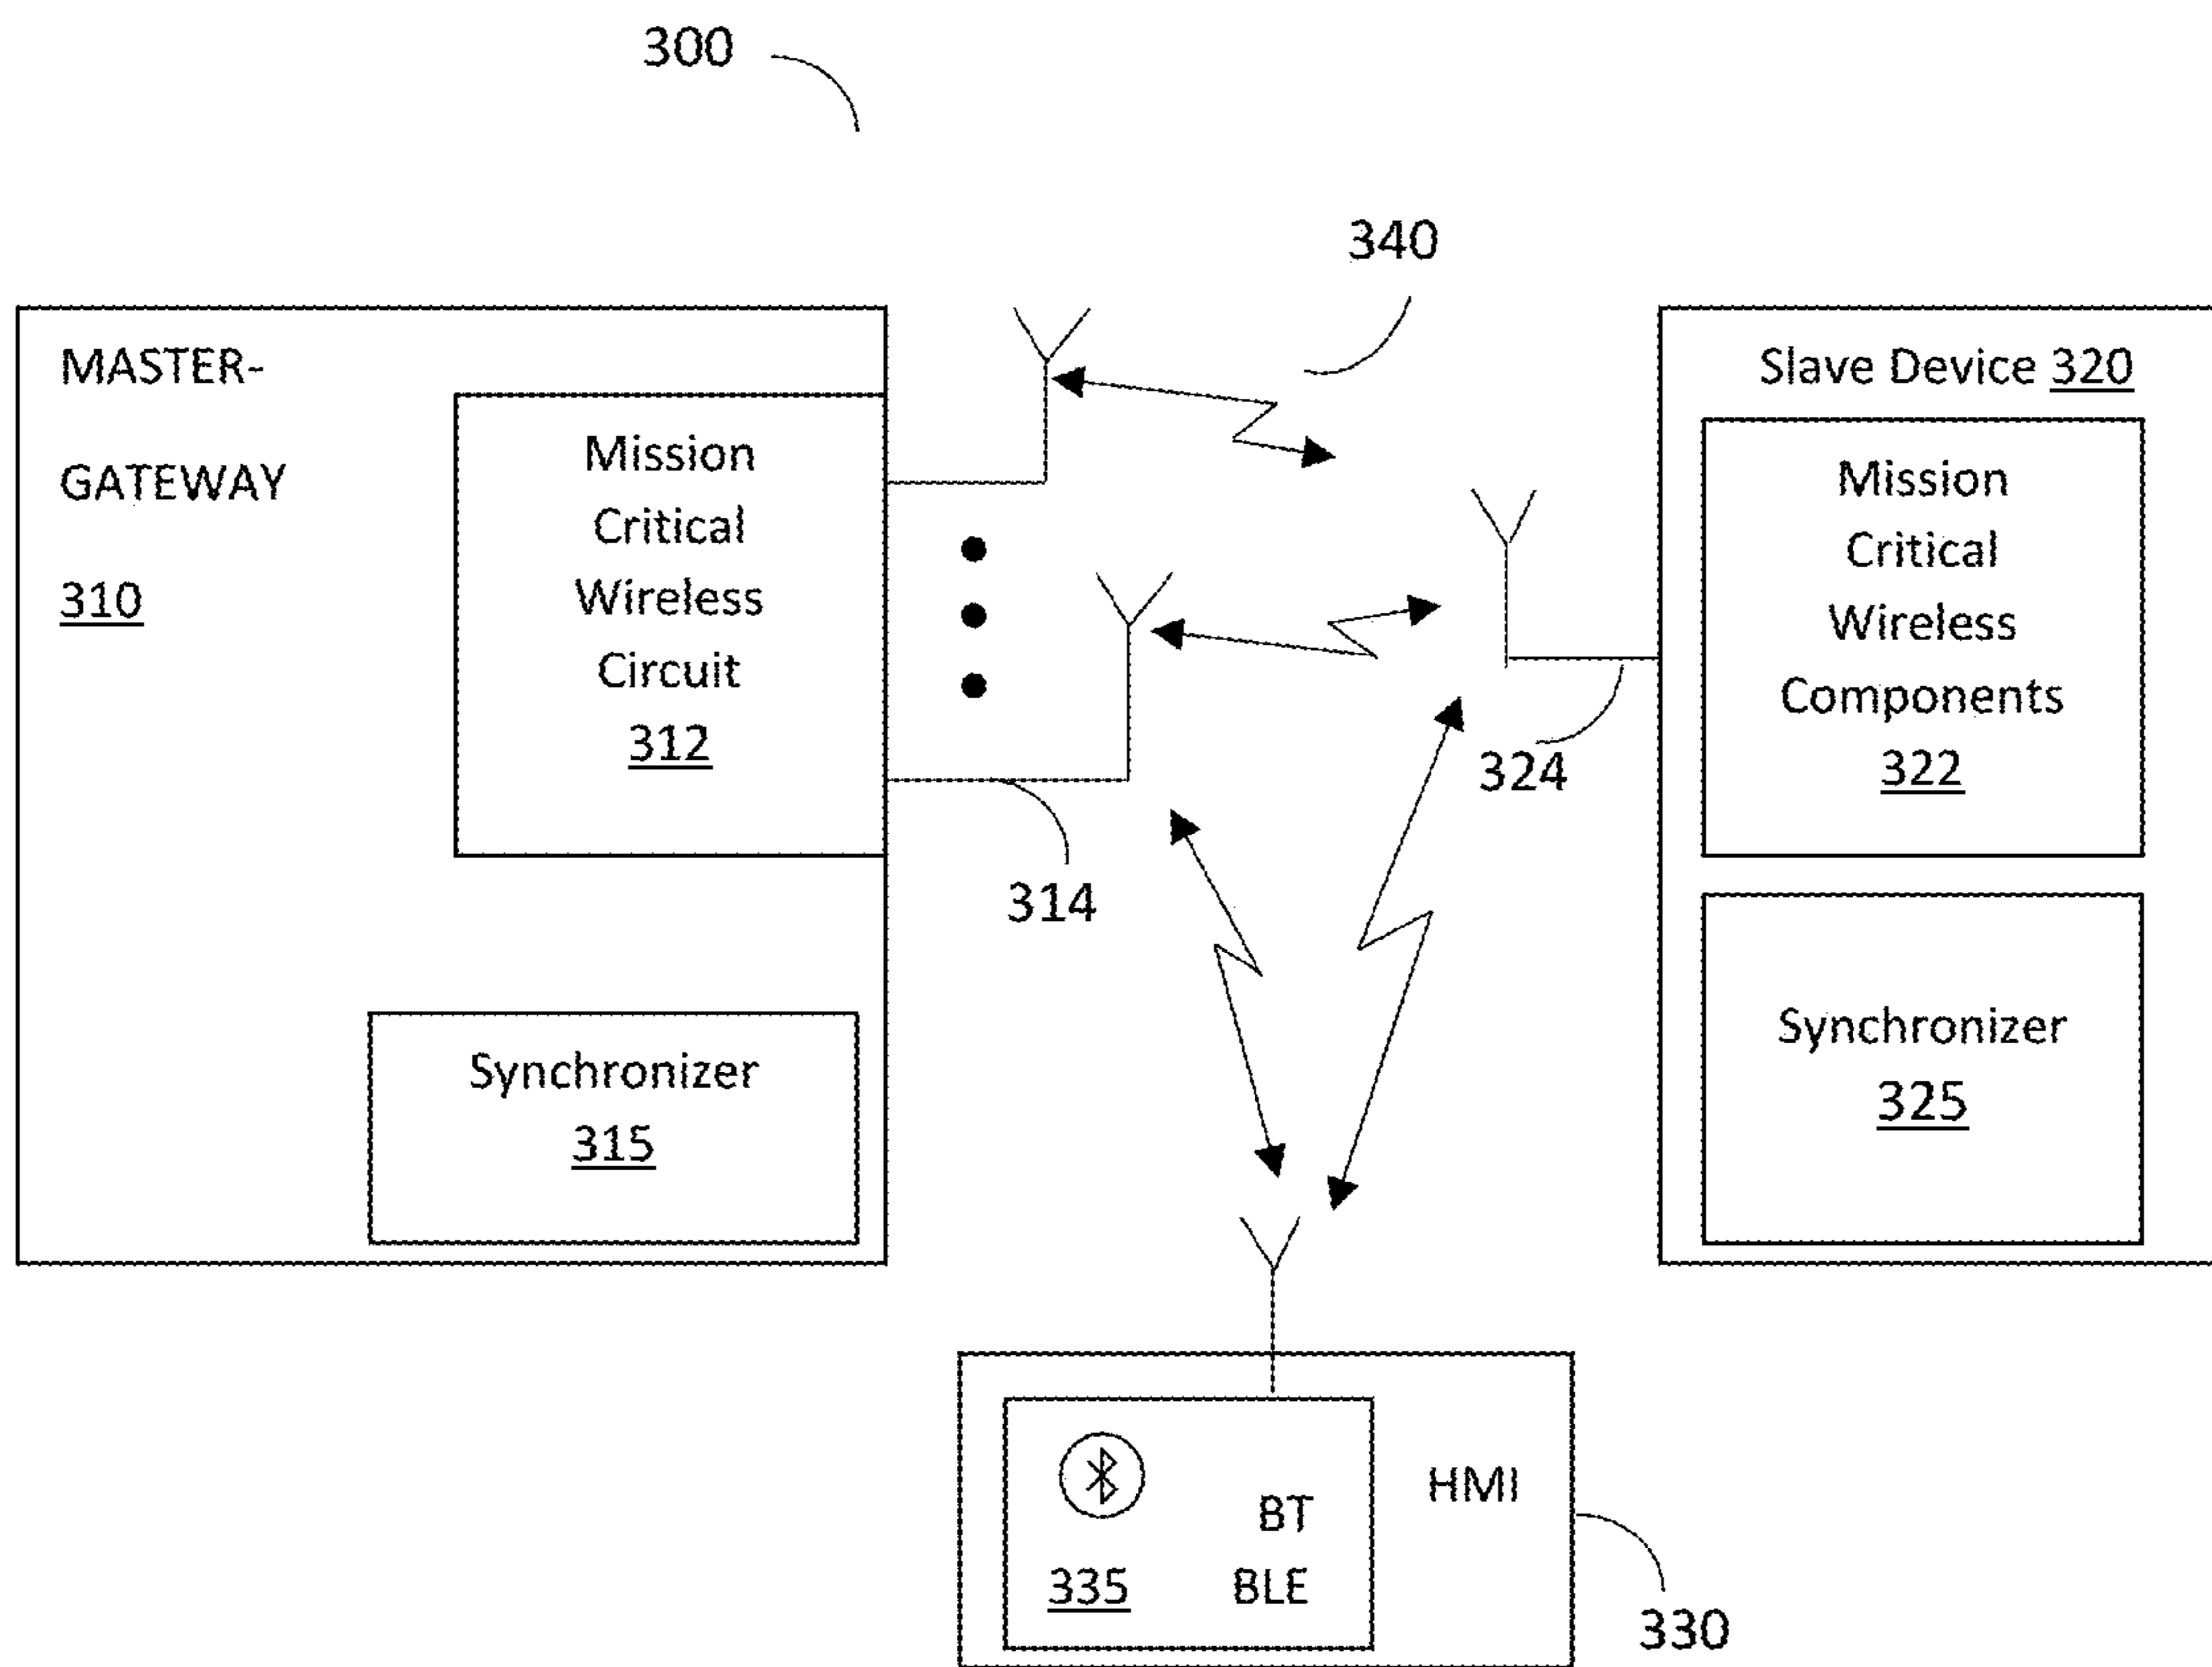 300
340
MASTER-
GATEWAY
310
Mission
Critical
Wireless
Circuit
312
314
Synchronizer
315
Slave Device 320
Mission
Critical
Wireless
Components
322
324
Synchronizer
325
HMI
BT
335 BLE
330